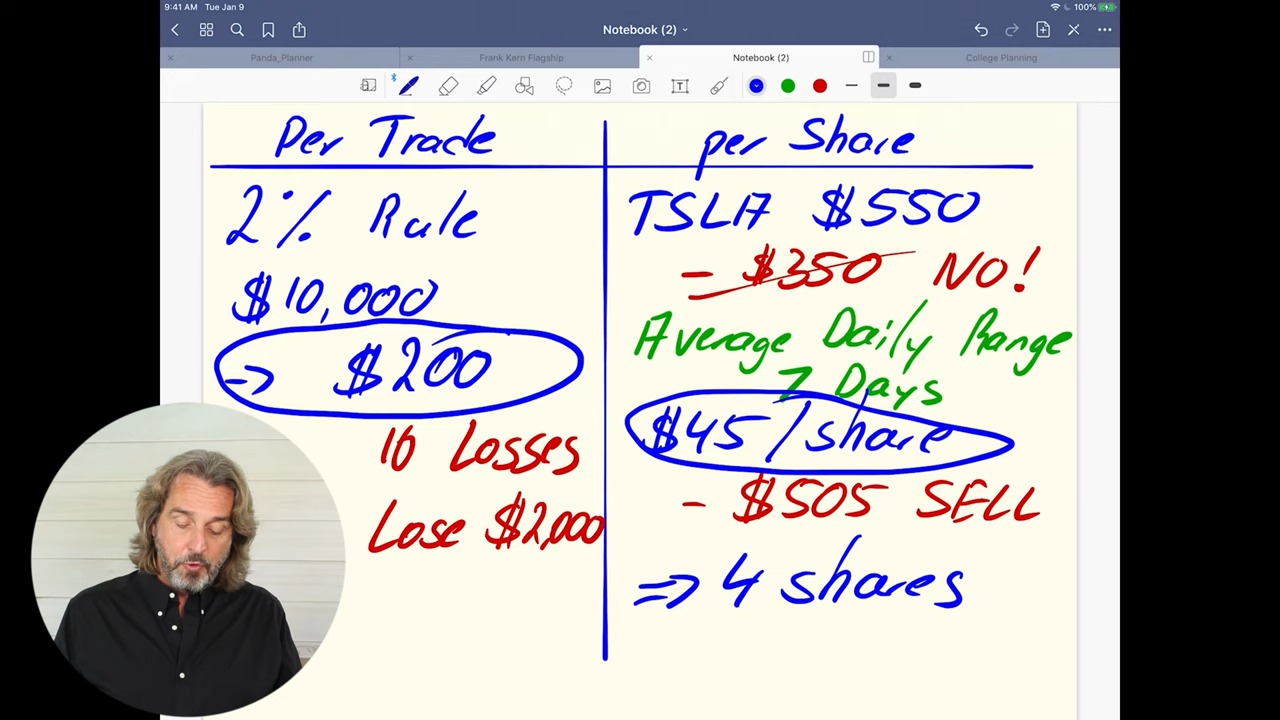 9:41 AM Tue Jan 9
100%
Notebook (2)
Panda_Planner
Frank Kern Flagship
Notebook (2)
College Planning
T
Per Trade
2% Rule
$10,000
=> $200
10 Losses
Lose $2,000
per Share
TSLA $550
- $350 NO!
Average Daily Range
7 Days
$45/share
- $505 SELL
=> 4 shares